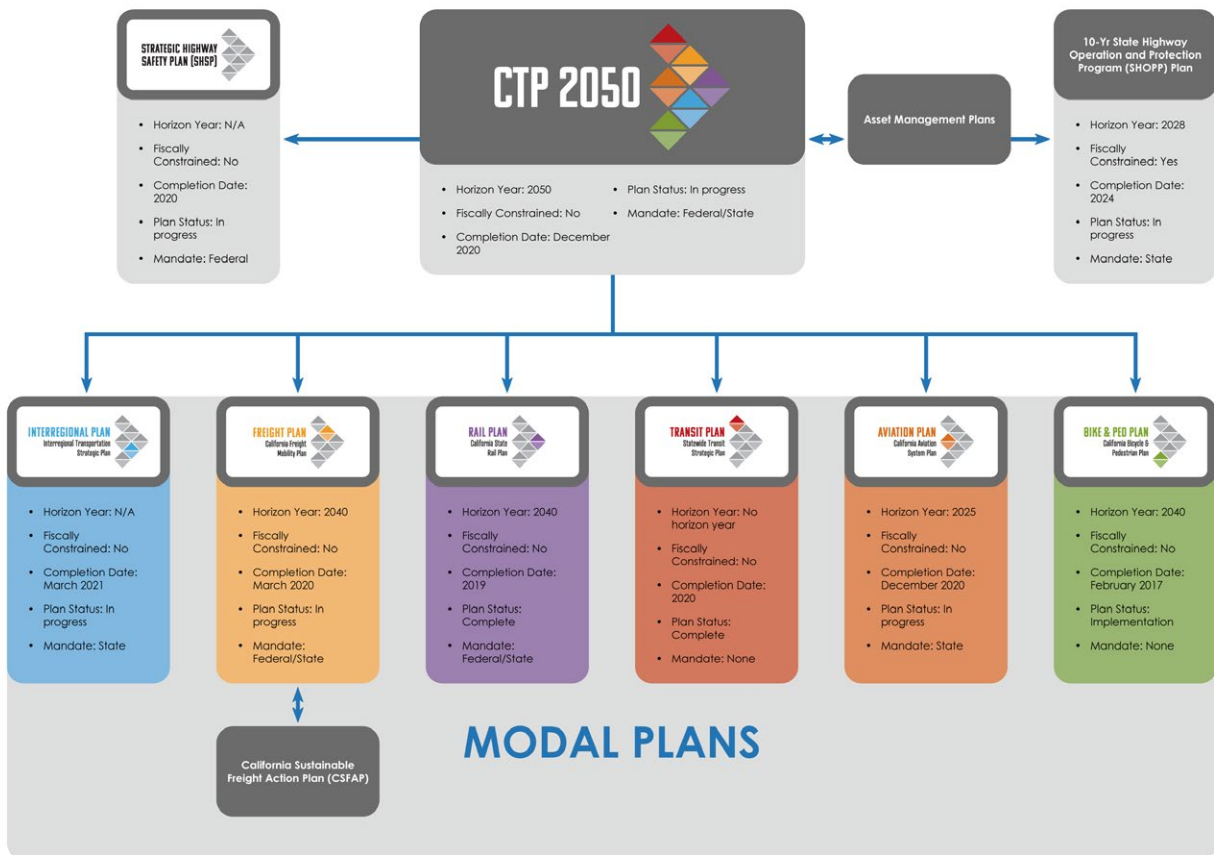 STRATEGIC HIGHWAY
SAFETY PLAN (SHSP)
• Horizon Year: N/A
• Fiscally
Constrained: No
• Completion Date:
2020
• Plan Status: In
progress
• Mandate: Federal
CTP 2050
• Horizon Year: 2050
• Fiscally Constrained: No
• Completion Date: December
2020
• Plan Status: In progress
• Mandate: Federal/State
Asset Management Plans
10-Yr State Highway
Operation and Protection
Program (SHOPP) Plan
• Horizon Year: 2028
• Fiscally
Constrained: Yes
• Completion Date:
2024
• Plan Status: In
progress
• Mandate: State
INTERREGIONAL PLAN
Interregional Transportation
Strategic Plan
• Horizon Year: N/A
• Fiscally
Constrained: No
• Completion Date:
March 2021
• Plan Status: In
progress
• Mandate: State
FREIGHT PLAN
California Freight
Mobility Plan
• Horizon Year: 2040
• Fiscally
Constrained: No
• Completion Date:
March 2020
• Plan Status: In
progress
• Mandate:
Federal/State
RAIL PLAN
California State
Rail Plan
• Horizon Year: 2040
• Fiscally
Constrained: No
• Completion Date:
2019
• Plan Status:
Complete
• Mandate:
Federal/State
TRANSIT PLAN
Statewide Transit
Strategic Plan
• Horizon Year: No
horizon year
• Fiscally
Constrained: No
• Completion Date:
2020
• Plan Status:
Complete
• Mandate: None
AVIATION PLAN
California Aviation
System Plan
• Horizon Year: 2025
• Fiscally
Constrained: No
• Completion Date:
December 2020
• Plan Status: In
progress
• Mandate: State
BIKE & PED PLAN
California Bicycle &
Pedestrian Plan
• Horizon Year: 2040
• Fiscally
Constrained: No
• Completion Date:
February 2017
• Plan Status:
Implementation
• Mandate: None
California Sustainable
Freight Action Plan (CSFAP)
MODAL PLANS